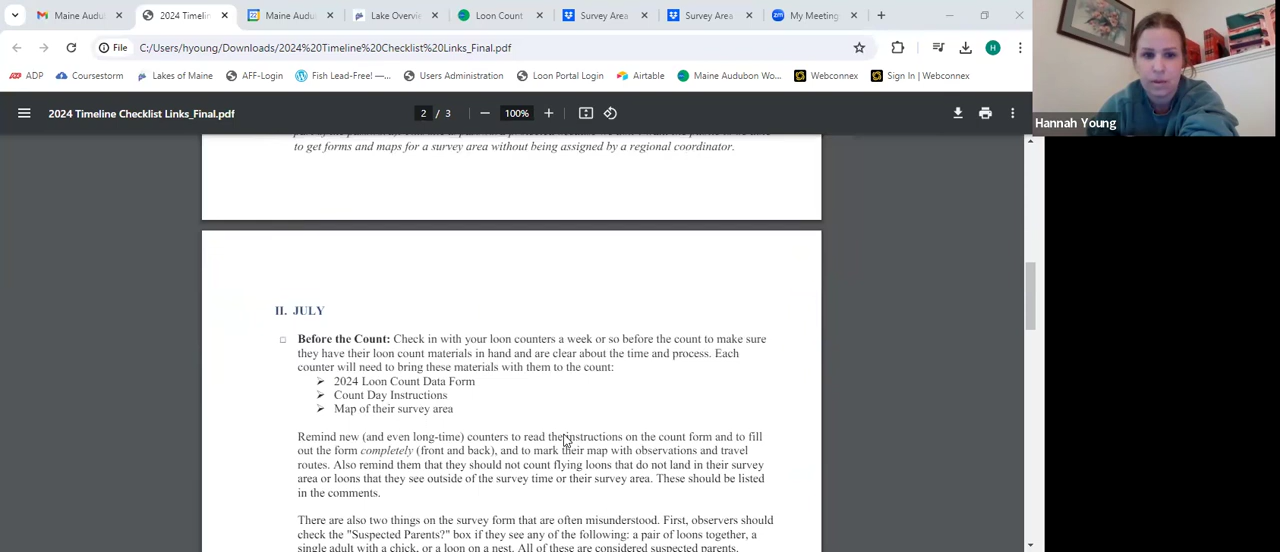 Maine Audu
2024 Timelin
Maine Audu
Lake Overvi
Loon Count
Survey Area
Survey Area
My Meeting
File C:/Users/hyoung/Downloads/2024%20Timeline%20Checklist%20Links_Final.pdf
ADP Coursestorm Lakes of Maine AFF-Login Fish Lead-Free! —... Users Administration Loon Portal Login Airtable Maine Audubon Wo... Webconnex Sign In | Webconnex
2024 Timeline Checklist Links_Final.pdf 2 / 3 100%
Hannah Young
to get forms and maps for a survey area without being assigned by a regional coordinator.
II. JULY
Before the Count: Check in with your loon counters a week or so before the count to make sure
they have their loon count materials in hand and are clear about the time and process. Each
counter will need to bring these materials with them to the count:
➢ 2024 Loon Count Data Form
➢ Count Day Instructions
➢ Map of their survey area
Remind new (and even long-time) counters to read the instructions on the count form and to fill
out the form completely (front and back), and to mark their map with observations and travel
routes. Also remind them that they should not count flying loons that do not land in their survey
area or loons that they see outside of the survey time or their survey area. These should be listed
in the comments.
There are also two things on the survey form that are often misunderstood. First, observers should
check the "Suspected Parents?" box if they see any of the following: a pair of loons together, a
single adult with a chick, or a loon on a nest. All of these are considered suspected parents.